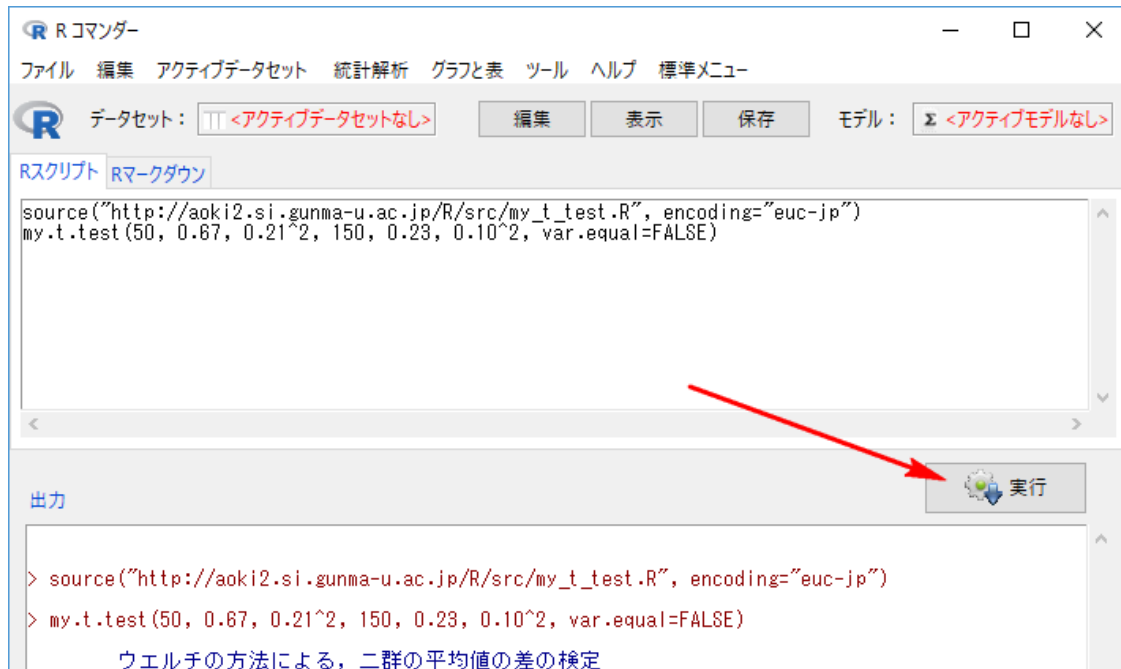 R コマンダー
ファイル 編集 アクティブデータセット 統計解析 グラフと表 ツール ヘルプ 標準メニュー
R データセット： <アクティブデータセットなし> 編集 表示 保存 モデル： Σ <アクティブモデルなし>
Rスクリプト Rマークダウン
source("http://aoki2.si.gunma-u.ac.jp/R/src/my_t_test.R", encoding="euc-jp")
my.t.test(50, 0.67, 0.21^2, 150, 0.23, 0.10^2, var.equal=FALSE)
実行
出力
> source("http://aoki2.si.gunma-u.ac.jp/R/src/my_t_test.R", encoding="euc-jp")
> my.t.test(50, 0.67, 0.21^2, 150, 0.23, 0.10^2, var.equal=FALSE)
ウエルチの方法による，二群の平均値の差の検定